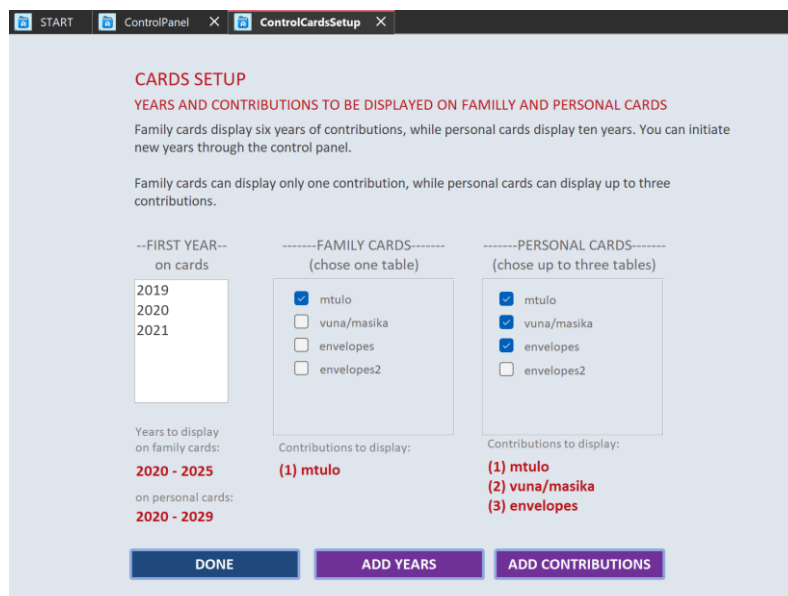 START
ControlPanel
ControlCardsSetup
CARDS SETUP
YEARS AND CONTRIBUTIONS TO BE DISPLAYED ON FAMILLY AND PERSONAL CARDS
Family cards display six years of contributions, while personal cards display ten years. You can initiate
new years through the control panel.
Family cards can display only one contribution, while personal cards can display up to three
contributions.
--FIRST YEAR--
on cards
2019
2020
2021
Years to display
on family cards:
2020 - 2025
on personal cards:
2020 - 2029
-------FAMILY CARDS-------
(chose one table)
mtulo
vuna/masika
envelopes
envelopes2
Contributions to display:
(1) mtulo
-------PERSONAL CARDS-------
(chose up to three tables)
mtulo
vuna/masika
envelopes
envelopes2
Contributions to display:
(1) mtulo
(2) vuna/masika
(3) envelopes
DONE
ADD YEARS
ADD CONTRIBUTIONS